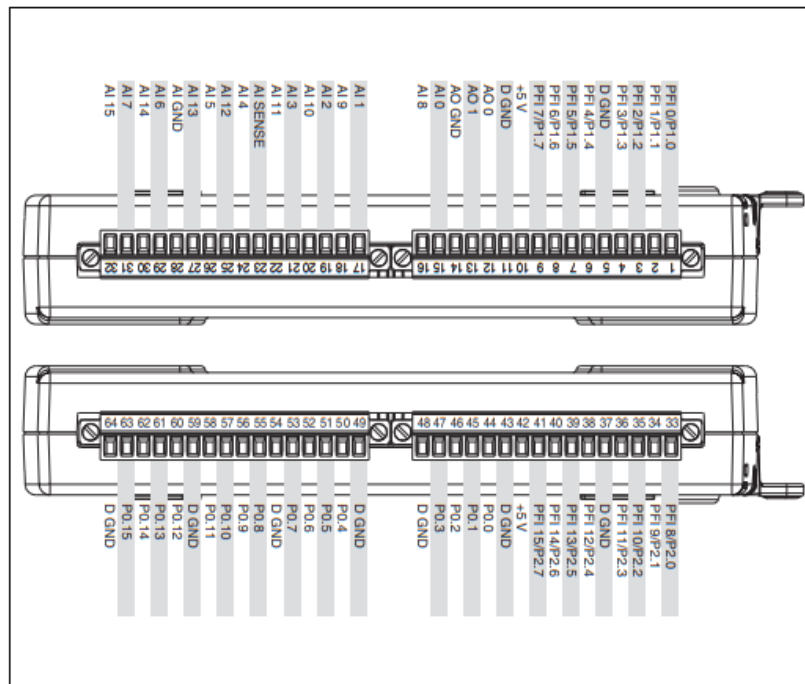 AI 15
AI 7
AI 14
AI 6
AI GND
AI 13
AI 5
AI 12
AI 4
AI SENSE
AI 11
AI 3
AI 10
AI 2
AI 9
AI 1
AI 8
AI 0
AO GND
AO 1
AO 0
D GND
+5 V
PFI 7/P1.7
PFI 6/P1.6
PFI 5/P1.5
PFI 4/P1.4
D GND
PFI 3/P1.3
PFI 2/P1.2
PFI 1/P1.1
PFI 0/P1.0
32 31 30 29 28 27 26 25 24 23 22 21 20 19 18 17
16 15 14 13 12 11 10 9 8 7 6 5 4 3 2 1
64 63 62 61 60 59 58 57 56 55 54 53 52 51 50 49
48 47 46 45 44 43 42 41 40 39 38 37 36 35 34 33
D GND
P0.15
P0.14
P0.13
P0.12
D GND
P0.11
P0.10
P0.9
P0.8
D GND
P0.7
P0.6
P0.5
P0.4
D GND
D GND
P0.3
P0.2
P0.1
P0.0
D GND
+5 V
PFI 15/P2.7
PFI 14/P2.6
PFI 13/P2.5
PFI 12/P2.4
D GND
PFI 11/P2.3
PFI 10/P2.2
PFI 9/P2.1
PFI 8/P2.0